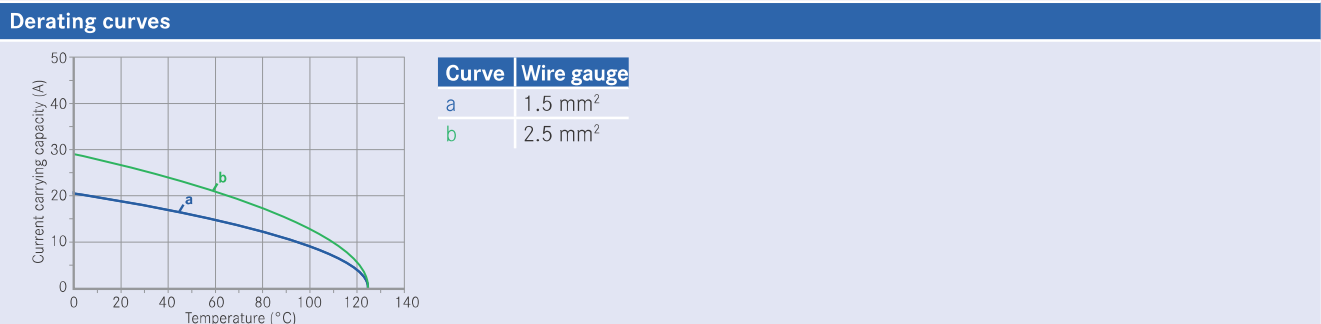 Derating curves
Current carrying capacity (A)
50
40
30
20
10
0
0 20 40 60 80 100 120 140
Temperature (°C)
a
b
Curve Wire gauge
a 1.5 mm²
b 2.5 mm²